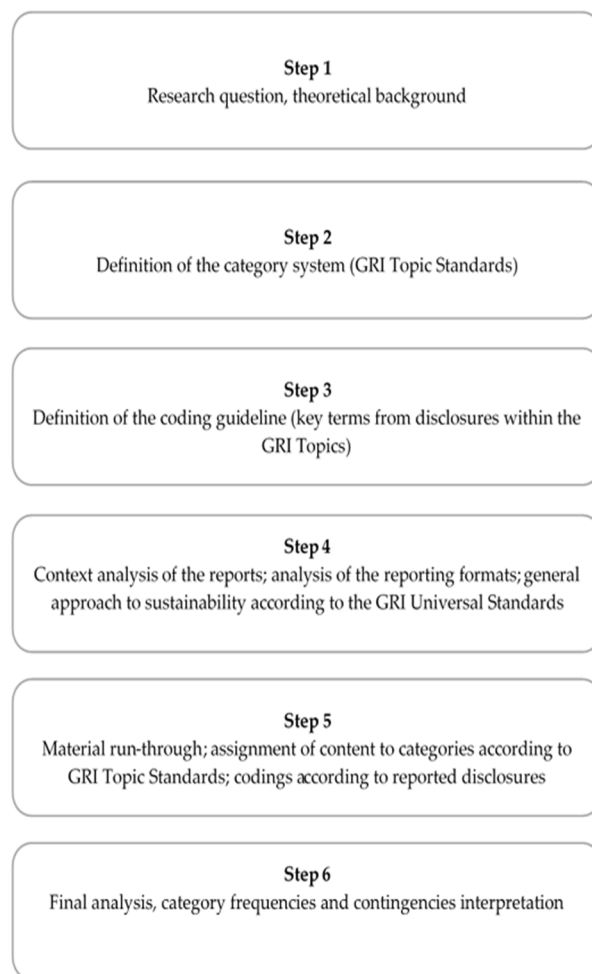 Step 1
Research question, theoretical background
Step 2
Definition of the category system (GRI Topic Standards)
Step 3
Definition of the coding guideline (key terms from disclosures within the
GRI Topics)
Step 4
Context analysis of the reports; analysis of the reporting formats; general
approach to sustainability according to the GRI Universal Standards
Step 5
Material run-through; assignment of content to categories according to
GRI Topic Standards; codings according to reported disclosures
Step 6
Final analysis, category frequencies and contingencies interpretation